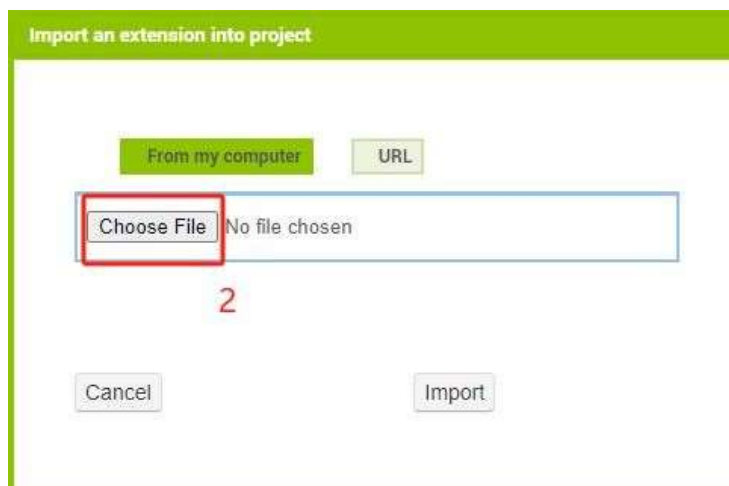 Import an extension into project
From my computer URL
Choose File No file chosen
2
Cancel Import